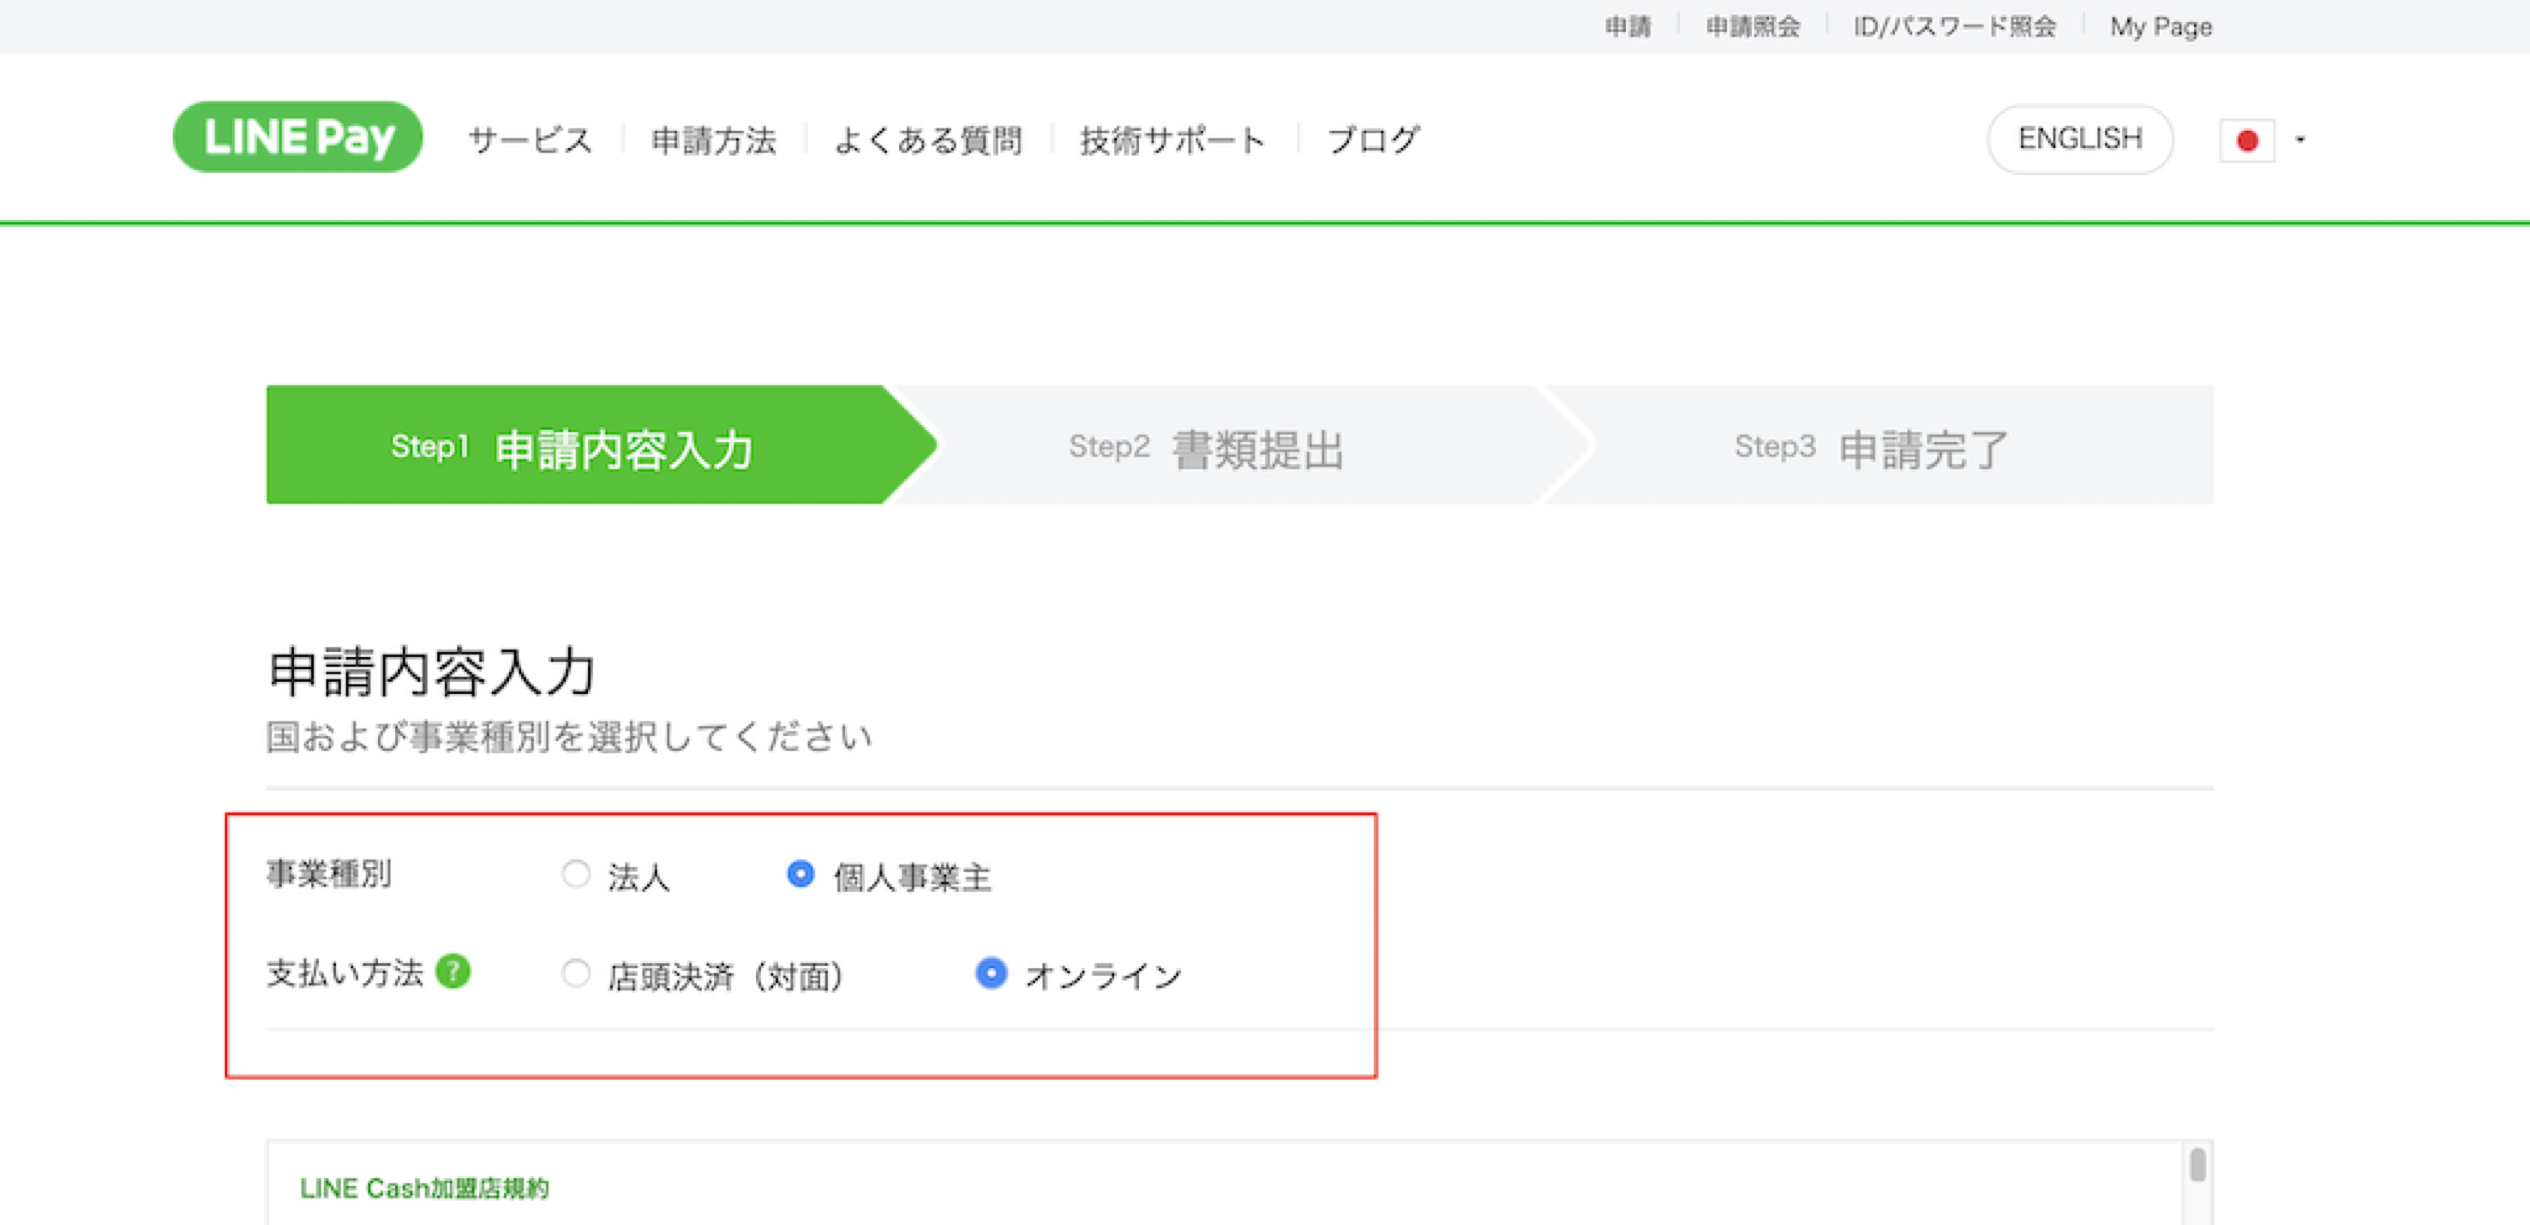 申請 申請照会 ID/パスワード照会 My Page
LINE Pay サービス 申請方法 よくある質問 技術サポート ブログ ENGLISH
Step1 申請内容入力 Step2 書類提出 Step3 申請完了
申請内容入力
国および事業種別を選択してください
事業種別 法人 個人事業主
支払い方法 ? 店頭決済（対面） オンライン
LINE Cash加盟店規約